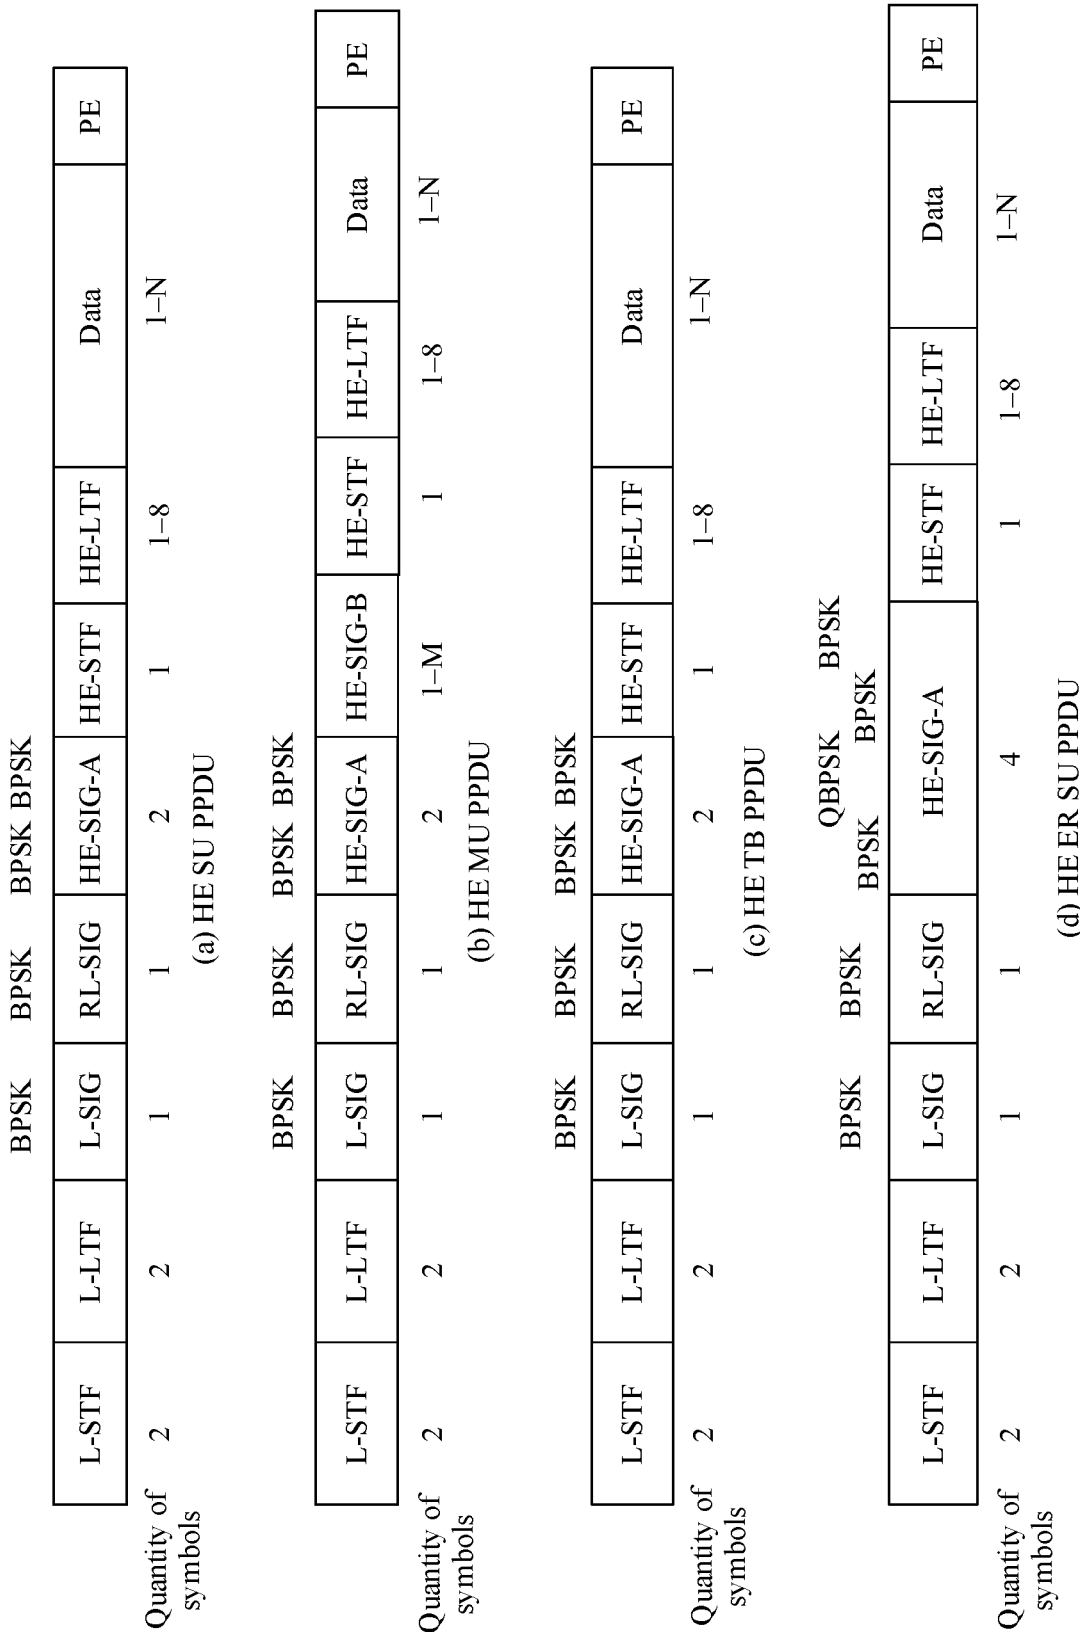 BPSK BPSK BPSK BPSK
L-STF L-LTF L-SIG RL-SIG HE-SIG-A HE-STF HE-LTF Data PE
Quantity of symbols 2 2 1 1 2 1 1–8 1–N
(a) HE SU PPDU
BPSK BPSK BPSK BPSK
L-STF L-LTF L-SIG RL-SIG HE-SIG-A HE-SIG-B HE-STF HE-LTF Data PE
Quantity of symbols 2 2 1 1 2 1–M 1 1–8 1–N
(b) HE MU PPDU
BPSK BPSK BPSK BPSK
L-STF L-LTF L-SIG RL-SIG HE-SIG-A HE-STF HE-LTF Data PE
Quantity of symbols 2 2 1 1 2 1 1–8 1–N
(c) HE TB PPDU
QBPSK BPSK
BPSK BPSK BPSK BPSK
L-STF L-LTF L-SIG RL-SIG HE-SIG-A HE-STF HE-LTF Data PE
Quantity of symbols 2 2 1 1 4 1 1–8 1–N
(d) HE ER SU PPDU